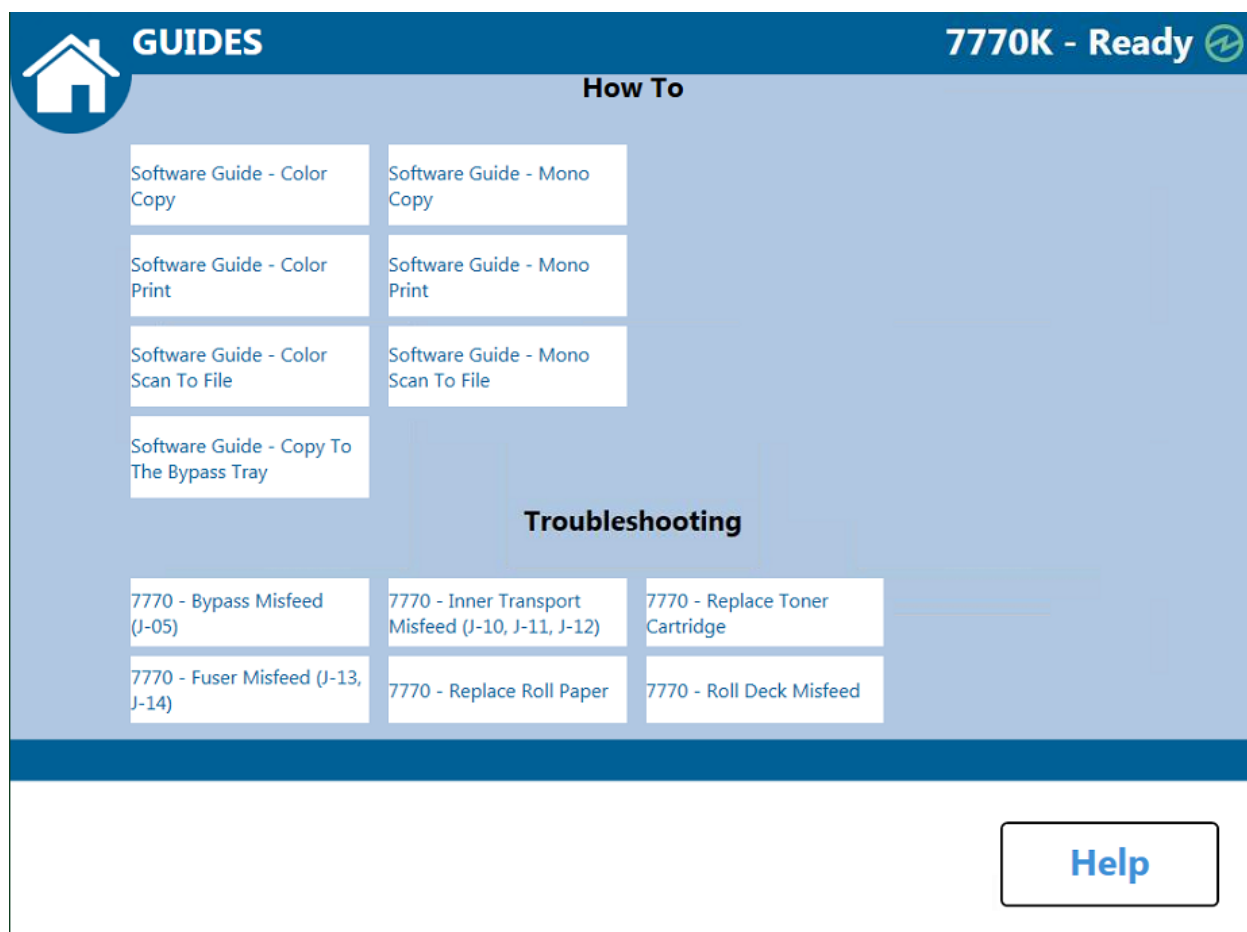 GUIDES
7770K - Ready
How To
Software Guide - Color
Copy
Software Guide - Mono
Copy
Software Guide - Color
Print
Software Guide - Mono
Print
Software Guide - Color
Scan To File
Software Guide - Mono
Scan To File
Software Guide - Copy To
The Bypass Tray
Troubleshooting
7770 - Bypass Misfeed
(J-05)
7770 - Inner Transport
Misfeed (J-10, J-11, J-12)
7770 - Replace Toner
Cartridge
7770 - Fuser Misfeed (J-13,
J-14)
7770 - Replace Roll Paper
7770 - Roll Deck Misfeed
Help